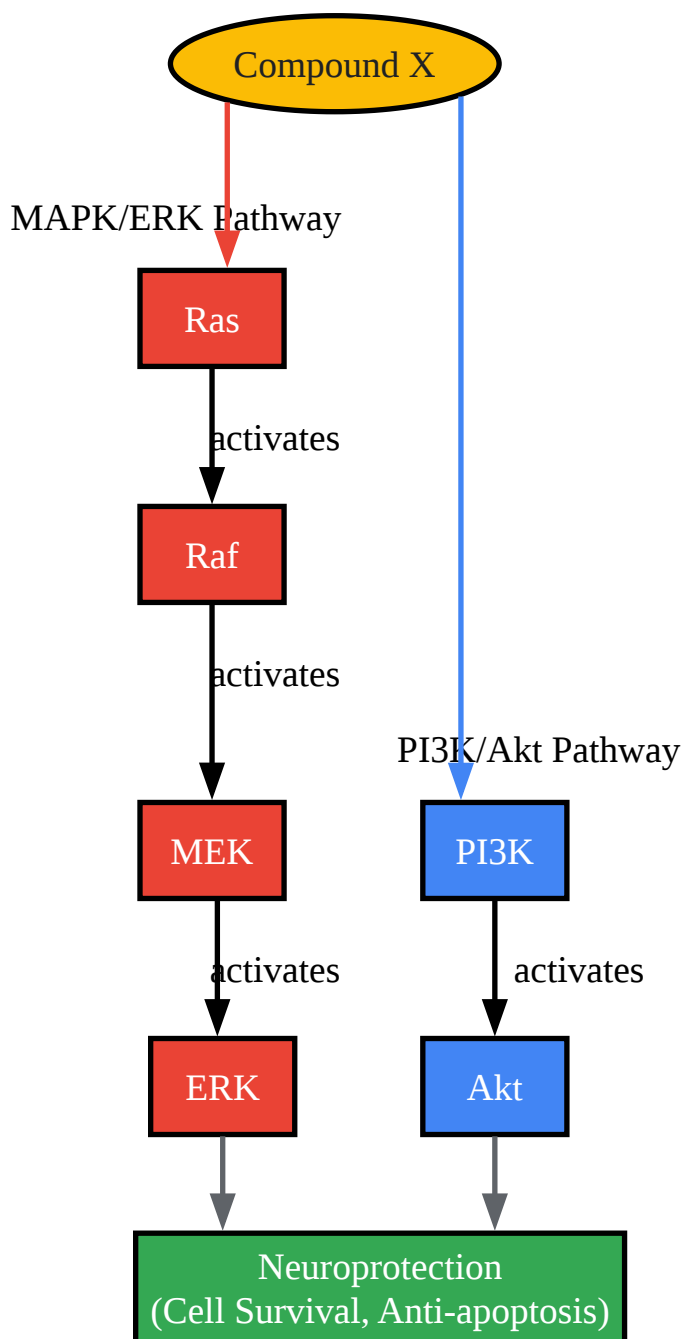 Compound X
MAPK/ERK Pathway
Ras
activates
Raf
activates
PI3K/Akt Pathway
MEK
PI3K
activates
activates
ERK
Akt
Neuroprotection
(Cell Survival, Anti-apoptosis)